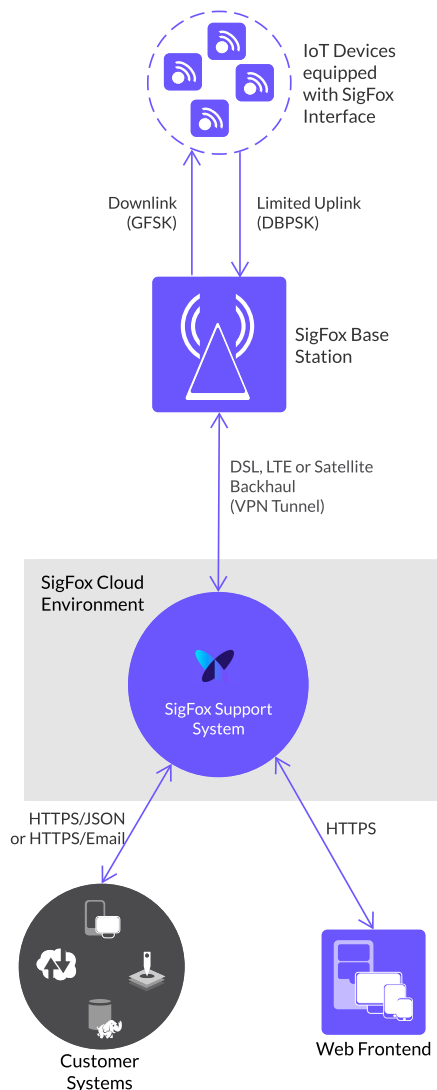 IoT Devices
equipped
with SigFox
Interface
Downlink
(GFSK)
Limited Uplink
(DBPSK)
SigFox Base
Station
DSL, LTE or Satellite
Backhaul
(VPN Tunnel)
SigFox Cloud
Environment
SigFox Support
System
HTTPS/JSON
or HTTPS/Email
HTTPS
Customer
Systems
Web Frontend